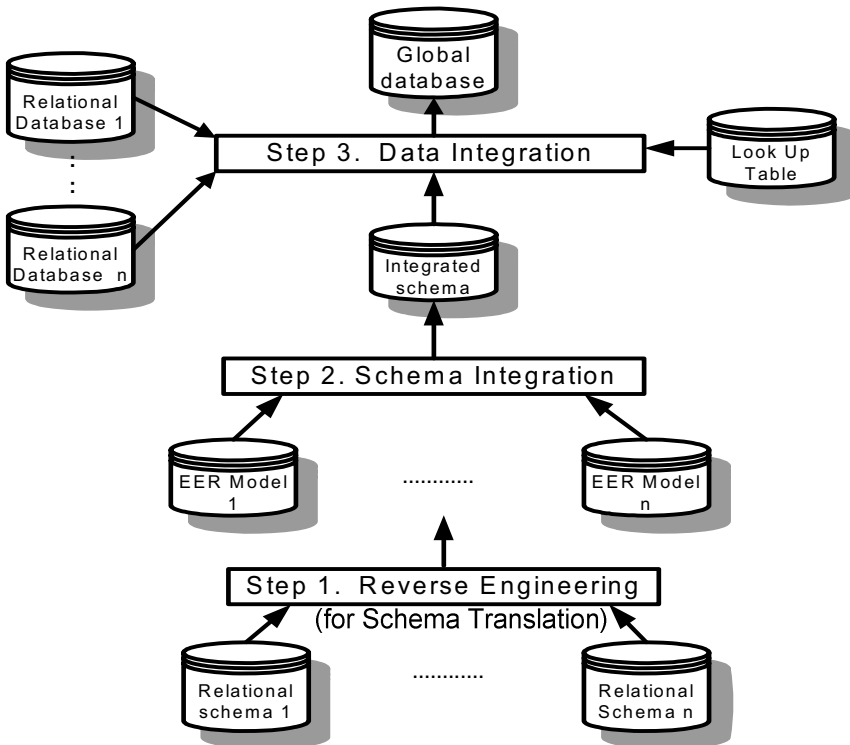 Global
database
Relational
Database 1
:
:
Step 3. Data Integration
Look Up
Table
Relational
Database n
Integrated
schema
Step 2. Schema Integration
EER Model
1
............
EER Model
n
Step 1. Reverse Engineering
(for Schema Translation)
Relational
schema 1
............
Relational
Schema n